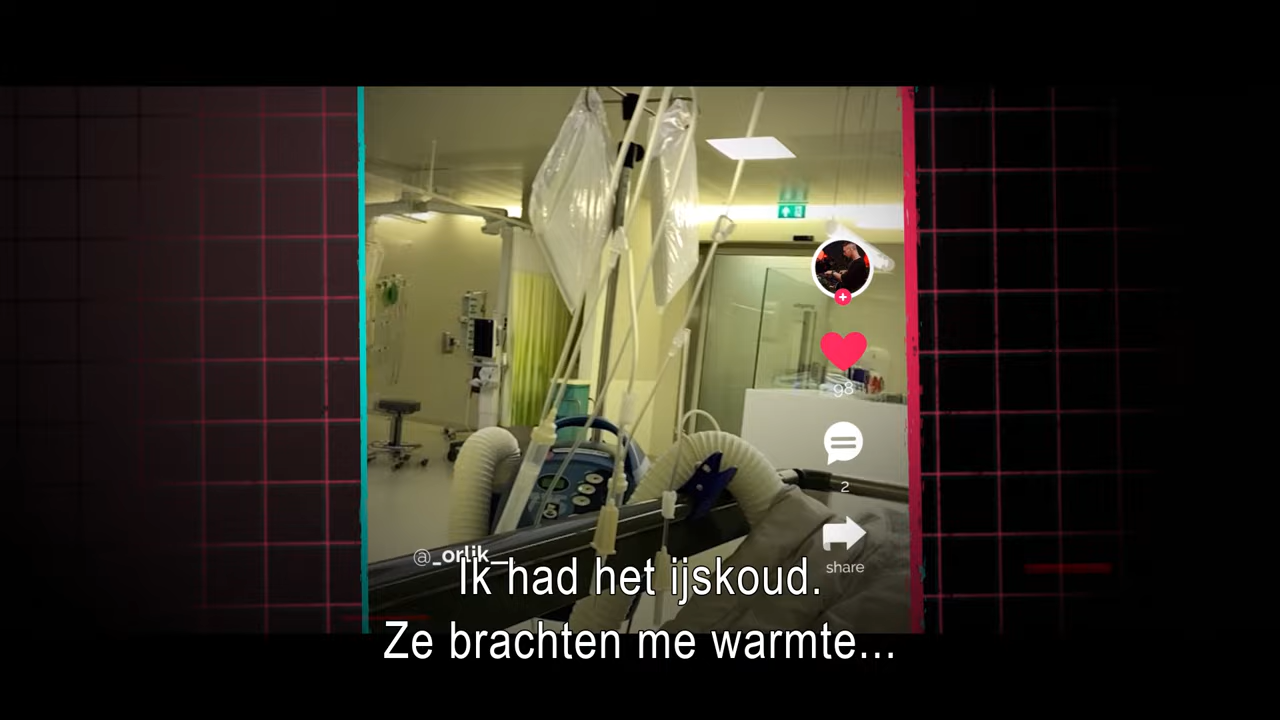 98
2
share
@_orlik_
Ik had het ijskoud.
Ze brachten me warmte...